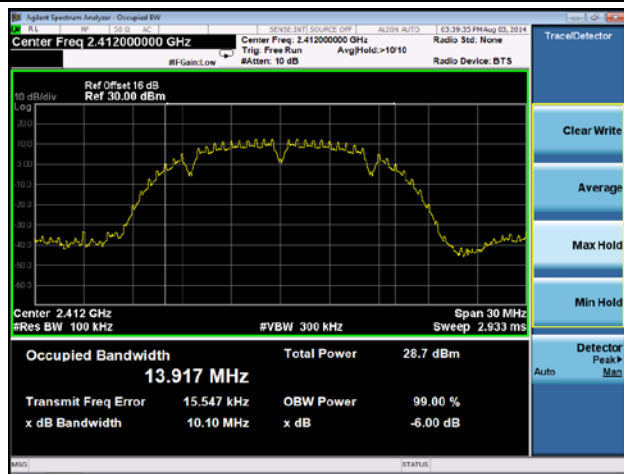 Agilent Spectrum Analyzer - Occupied BW
RL RF 50 Ω AC SENSE:INT SOURCE OFF ALIGN AUTO 03:39:35 PM Aug 03, 2014
Center Freq 2.412000000 GHz
Center Freq: 2.412000000 GHz
Radio Std: None
Trig: Free Run Avg|Hold:>10/10
#IFGain:Low #Atten: 10 dB Radio Device: BTS
Trace/Detector
Ref Offset 16 dB
10 dB/div Ref 30.00 dBm
Log
20.0
10.0
0.00
-10.0
-20.0
-30.0
-40.0
-50.0
-60.0
Center 2.412 GHz Span 30 MHz
#Res BW 100 kHz #VBW 300 kHz Sweep 2.933 ms
Occupied Bandwidth Total Power 28.7 dBm
13.917 MHz
Transmit Freq Error 15.547 kHz OBW Power 99.00 %
x dB Bandwidth 10.10 MHz x dB -6.00 dB
Clear Write
Average
Max Hold
Min Hold
Detector
Peak▶
Auto Man
MSG STATUS